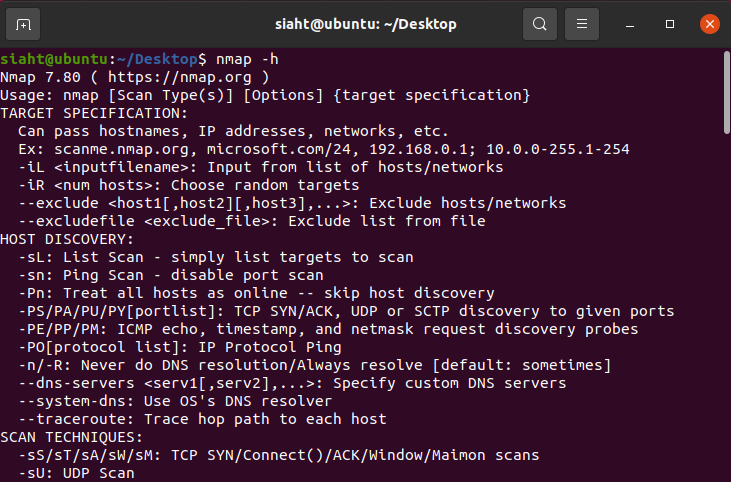 siaht@ubuntu: ~/Desktop
siaht@ubuntu:~/Desktop$ nmap -h
Nmap 7.80 ( https://nmap.org )
Usage: nmap [Scan Type(s)] [Options] {target specification}
TARGET SPECIFICATION:
  Can pass hostnames, IP addresses, networks, etc.
  Ex: scanme.nmap.org, microsoft.com/24, 192.168.0.1; 10.0.0-255.1-254
  -iL <inputfilename>: Input from list of hosts/networks
  -iR <num hosts>: Choose random targets
  --exclude <host1[,host2][,host3],...>: Exclude hosts/networks
  --excludefile <exclude_file>: Exclude list from file
HOST DISCOVERY:
  -sL: List Scan - simply list targets to scan
  -sn: Ping Scan - disable port scan
  -Pn: Treat all hosts as online -- skip host discovery
  -PS/PA/PU/PY[portlist]: TCP SYN/ACK, UDP or SCTP discovery to given ports
  -PE/PP/PM: ICMP echo, timestamp, and netmask request discovery probes
  -PO[protocol list]: IP Protocol Ping
  -n/-R: Never do DNS resolution/Always resolve [default: sometimes]
  --dns-servers <serv1[,serv2],...>: Specify custom DNS servers
  --system-dns: Use OS's DNS resolver
  --traceroute: Trace hop path to each host
SCAN TECHNIQUES:
  -sS/sT/sA/sW/sM: TCP SYN/Connect()/ACK/Window/Maimon scans
  -sU: UDP Scan